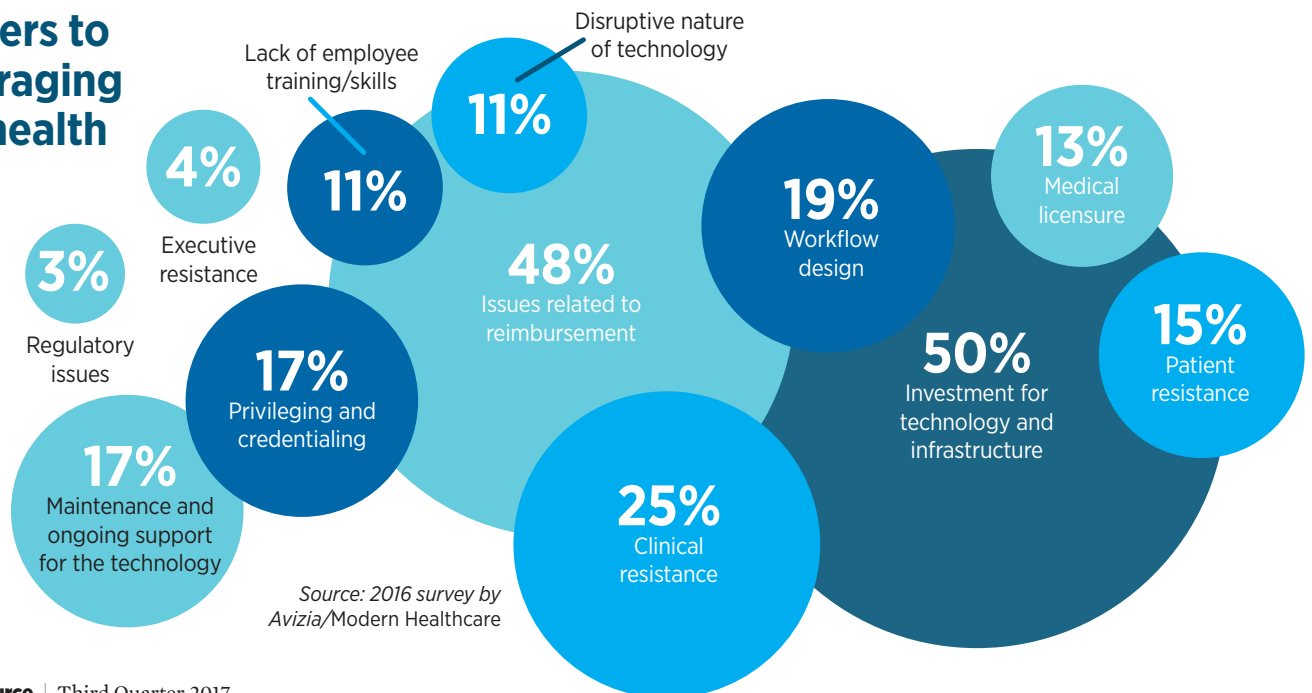 ers to
raging
health
Lack of employee
training/skills
Disruptive nature
of technology
11%
11%
4%
Executive
resistance
3%
Regulatory
issues
48%
Issues related to
reimbursement
19%
Workflow
design
13%
Medical
licensure
15%
Patient
resistance
50%
Investment for
technology and
infrastructure
17%
Privileging and
credentialing
17%
Maintenance and
ongoing support
for the technology
25%
Clinical
resistance
Source: 2016 survey by
Avizia/Modern Healthcare
Third Quarter 2017